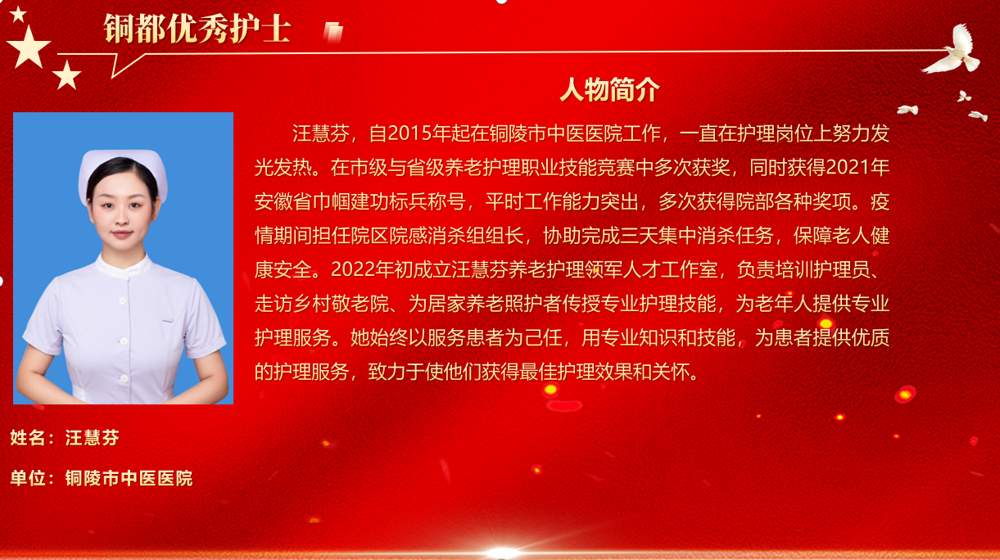 铜都优秀护士
人物简介
汪慧芬，自2015年起在铜陵市中医医院工作，一直在护理岗位上努力发
光发热。在市级与省级养老护理职业技能竞赛中多次获奖，同时获得2021年
安徽省巾帼建功标兵称号，平时工作能力突出，多次获得院部各种奖项。疫
情期间担任院区院感消杀组组长，协助完成三天集中消杀任务，保障老人健
康安全。2022年初成立汪慧芬养老护理领军人才工作室，负责培训护理员、
走访乡村敬老院、为居家养老照护者传授专业护理技能，为老年人提供专业
护理服务。她始终以服务患者为己任，用专业知识和技能，为患者提供优质
的护理服务，致力于使他们获得最佳护理效果和关怀。
姓名：汪慧芬
单位：铜陵市中医医院